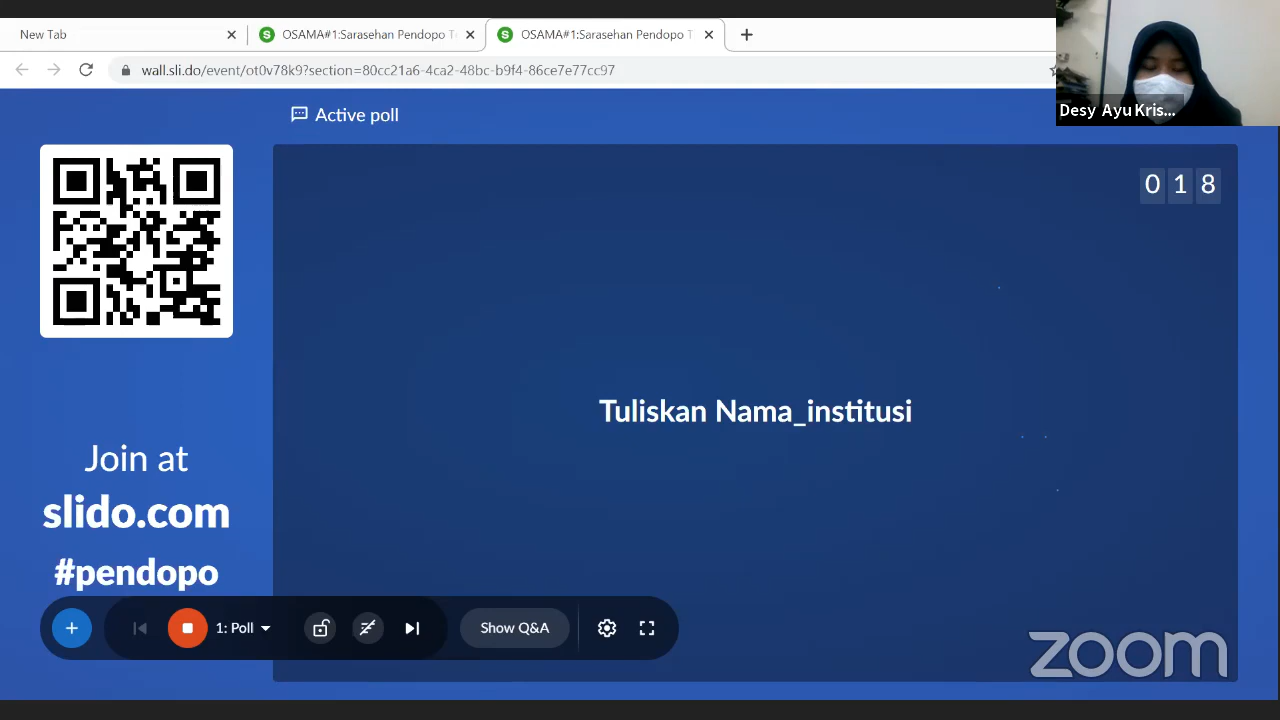 New Tab
OSAMA#1:Sarasehan Pendopo Te
OSAMA#1:Sarasehan Pendopo T
wall.sli.do/event/ot0v78k9?section=80cc21a6-4ca2-48bc-b9f4-86ce7e77cc97
Desy Ayu Kris...
Active poll
018
Tuliskan Nama_institusi
Join at
slido.com
#pendopo
1: Poll
Show Q&A
zoom